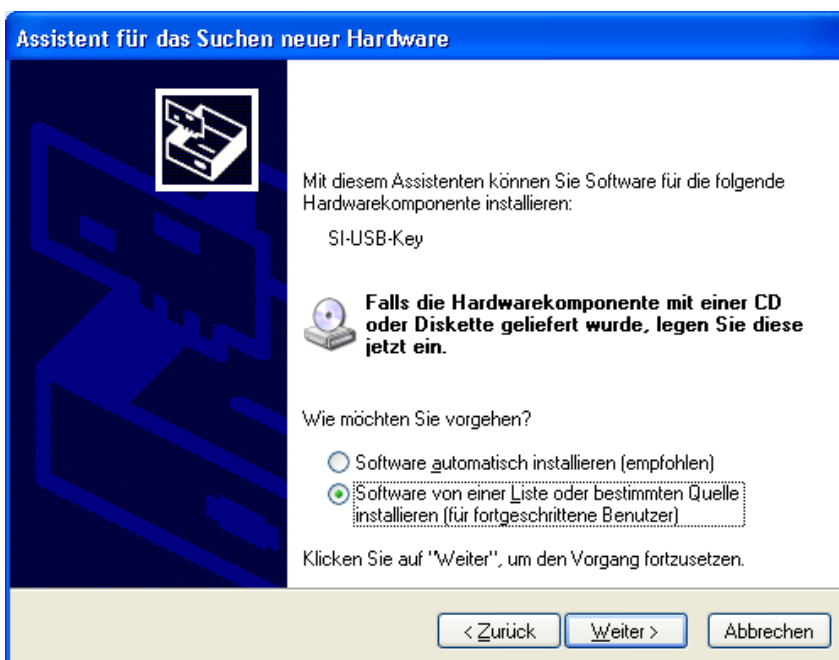 Assistent für das Suchen neuer Hardware
Mit diesem Assistenten können Sie Software für die folgende
Hardwarekomponente installieren:
SI-USB-Key
Falls die Hardwarekomponente mit einer CD
oder Diskette geliefert wurde, legen Sie diese
jetzt ein.
Wie möchten Sie vorgehen?
Software automatisch installieren (empfohlen)
Software von einer Liste oder bestimmten Quelle
installieren (für fortgeschrittene Benutzer)
Klicken Sie auf "Weiter", um den Vorgang fortzusetzen.
< Zurück Weiter > Abbrechen